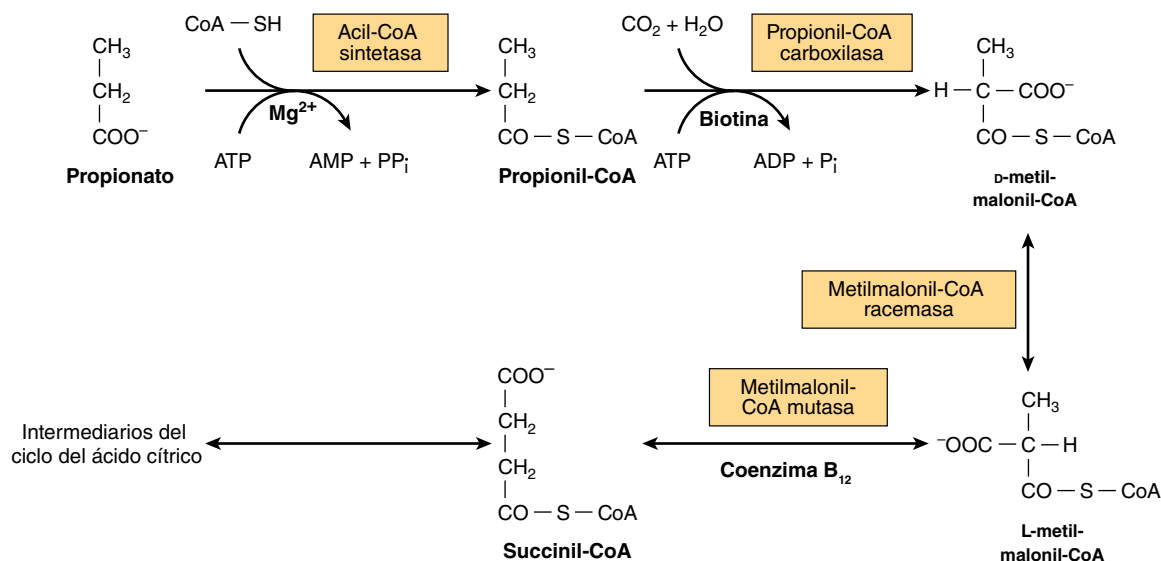 CoA — SH
Acil-CoA
sintetasa
CO₂ + H₂O
Propionil-CoA
carboxilasa
CH₃
CH₂
COO⁻
Propionato
Mg²⁺
ATP
AMP + PPi
CH₃
CH₂
CO — S — CoA
Propionil-CoA
Biotina
ATP
ADP + Pi
CH₃
H — C — COO⁻
CO — S — CoA
D-metil-
malonil-CoA
Metilmalonil-CoA
racemasa
CH₃
⁻OOC — C — H
CO — S — CoA
L-metil-
malonil-CoA
Metilmalonil-
CoA mutasa
Coenzima B₁₂
COO⁻
CH₂
CH₂
CO — S — CoA
Succinil-CoA
Intermediarios del
ciclo del ácido cítrico